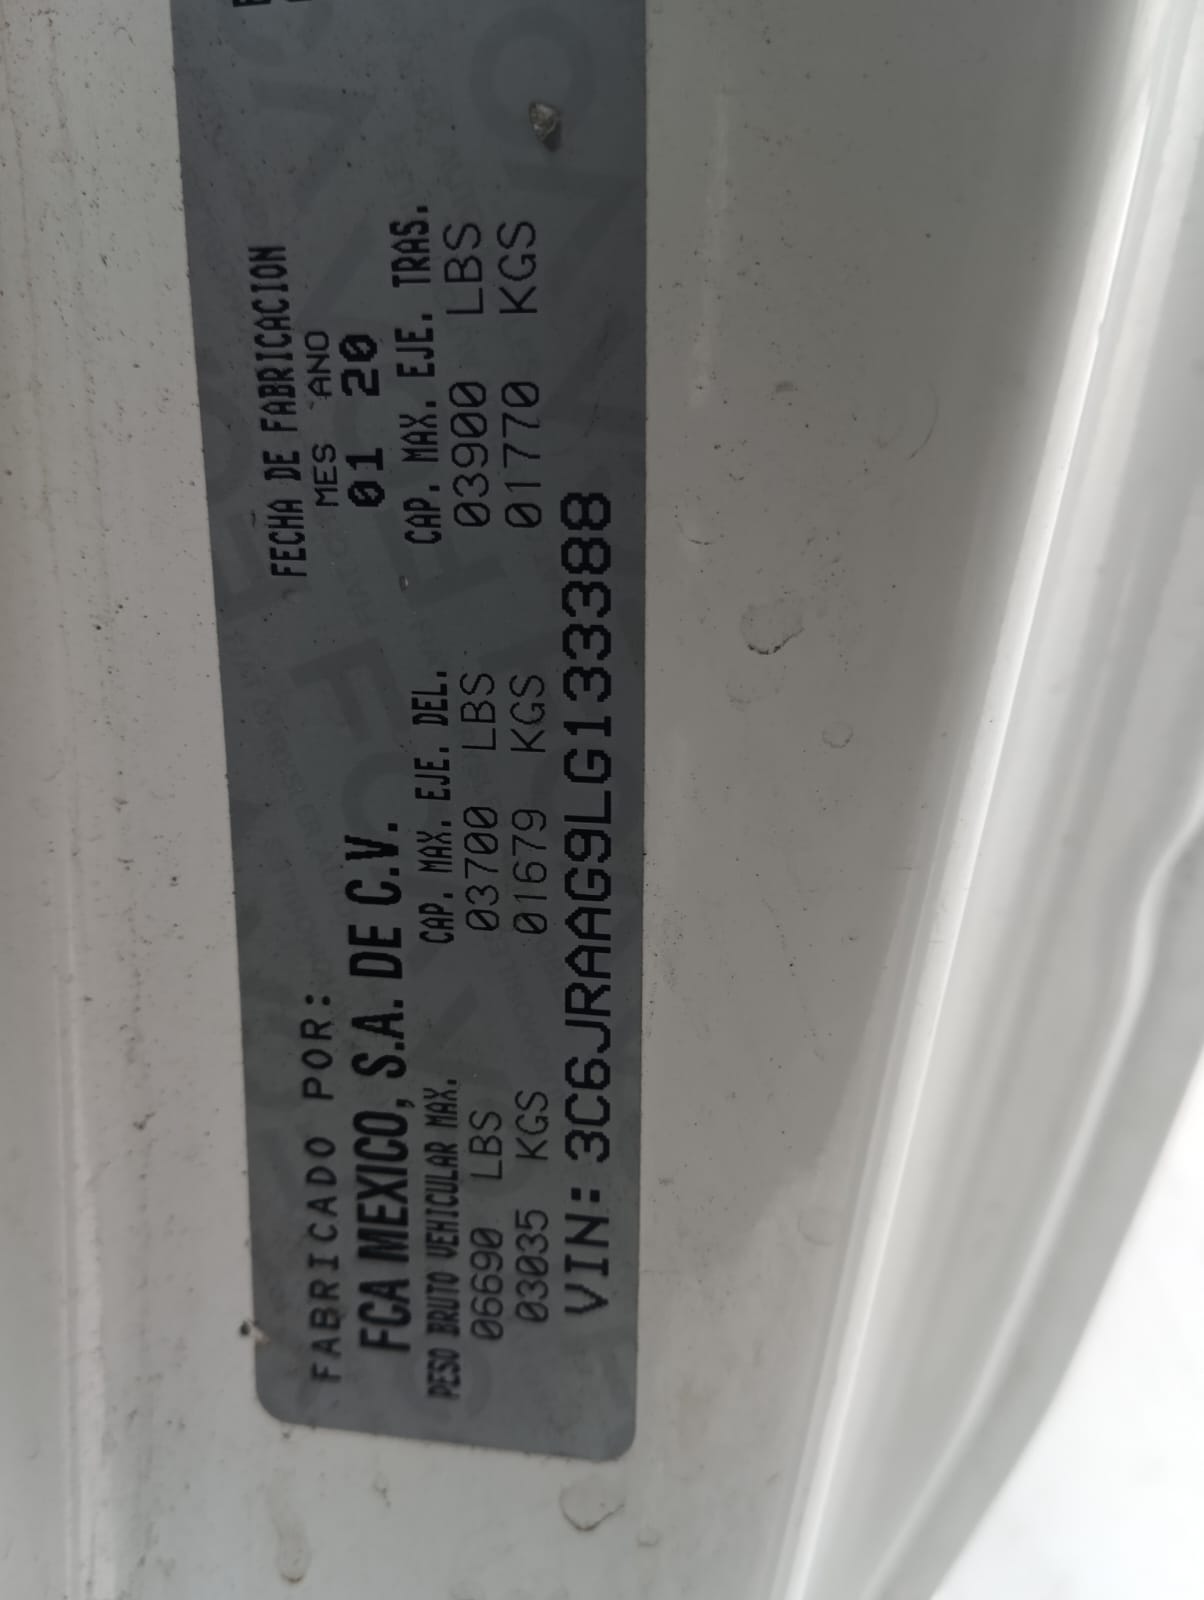 FABRICADO POR:
FECHA DE FABRICACION
MES ANO
FCA MEXICO, S.A. DE C.V.
01 20
PESO BRUTO VEHICULAR MAX. CAP. MAX. EJE. DEL. CAP. MAX. EJE. TRAS.
06690 LBS 03700 LBS 03900 LBS
03035 KGS 01679 KGS 01770 KGS
VIN: 3C6JRAAG9LG133388